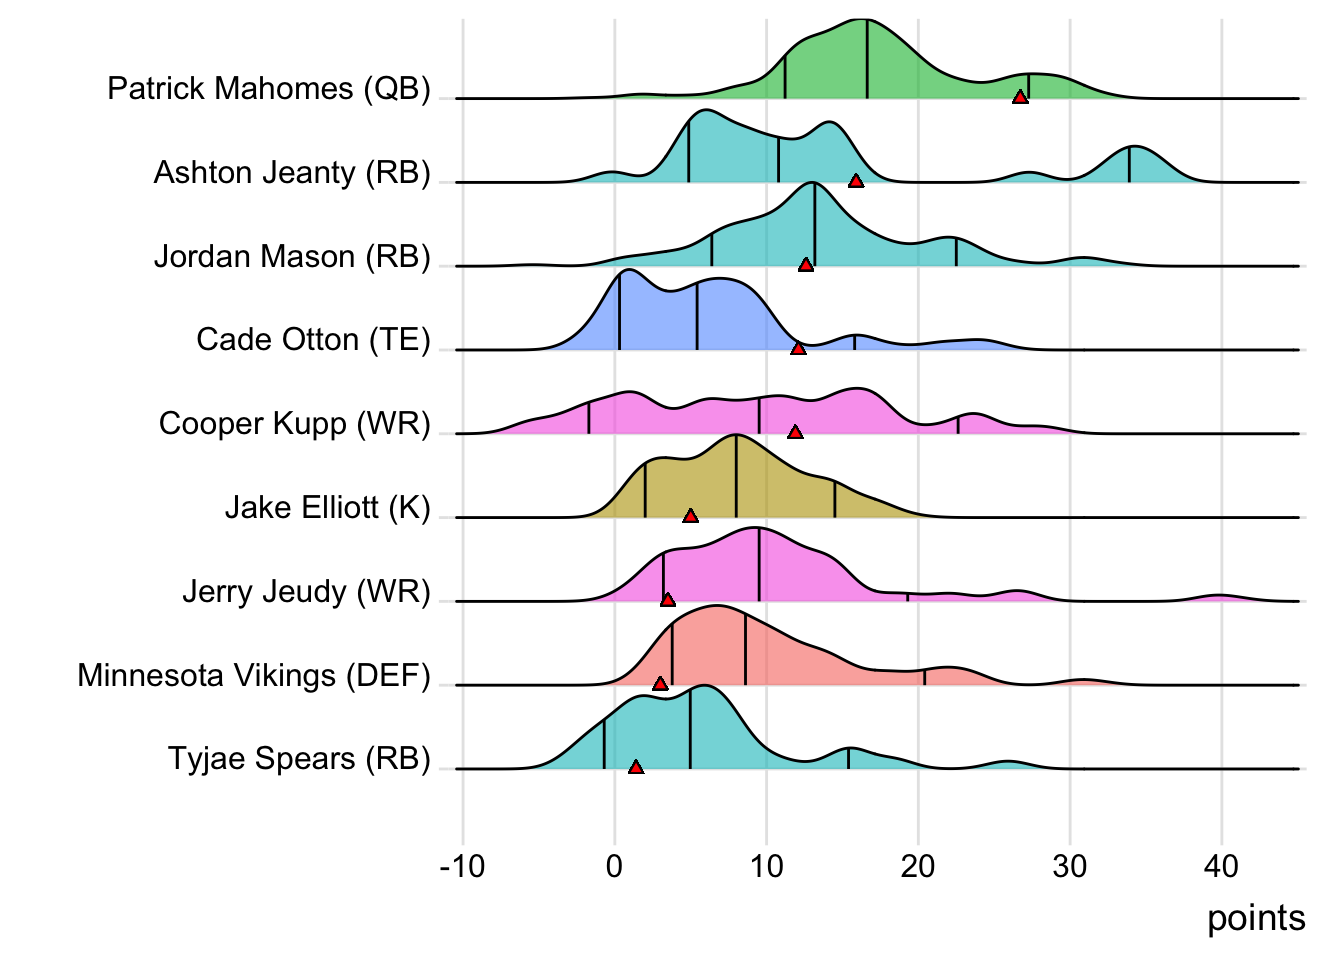 Patrick Mahomes (QB)
Ashton Jeanty (RB)
Jordan Mason (RB)
Cade Otton (TE)
Cooper Kupp (WR)
Jake Elliott (K)
Jerry Jeudy (WR)
Minnesota Vikings (DEF)
Tyjae Spears (RB)
-10 0 10 20 30 40
points